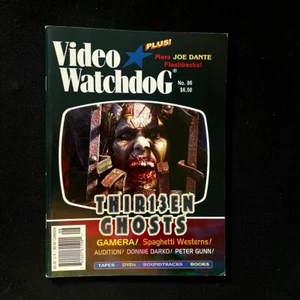 Video
PLUS!
More JOE DANTE
Flashbacks!
WatchdoG®
No. 80
$6.50
THIR13EN
GHOSTS
GAMERA! Spaghetti Westerns!
AUDITION! DONNIE DARKO! PETER GUNN!
TAPES DVDs SOUNDTRACKS BOOKS